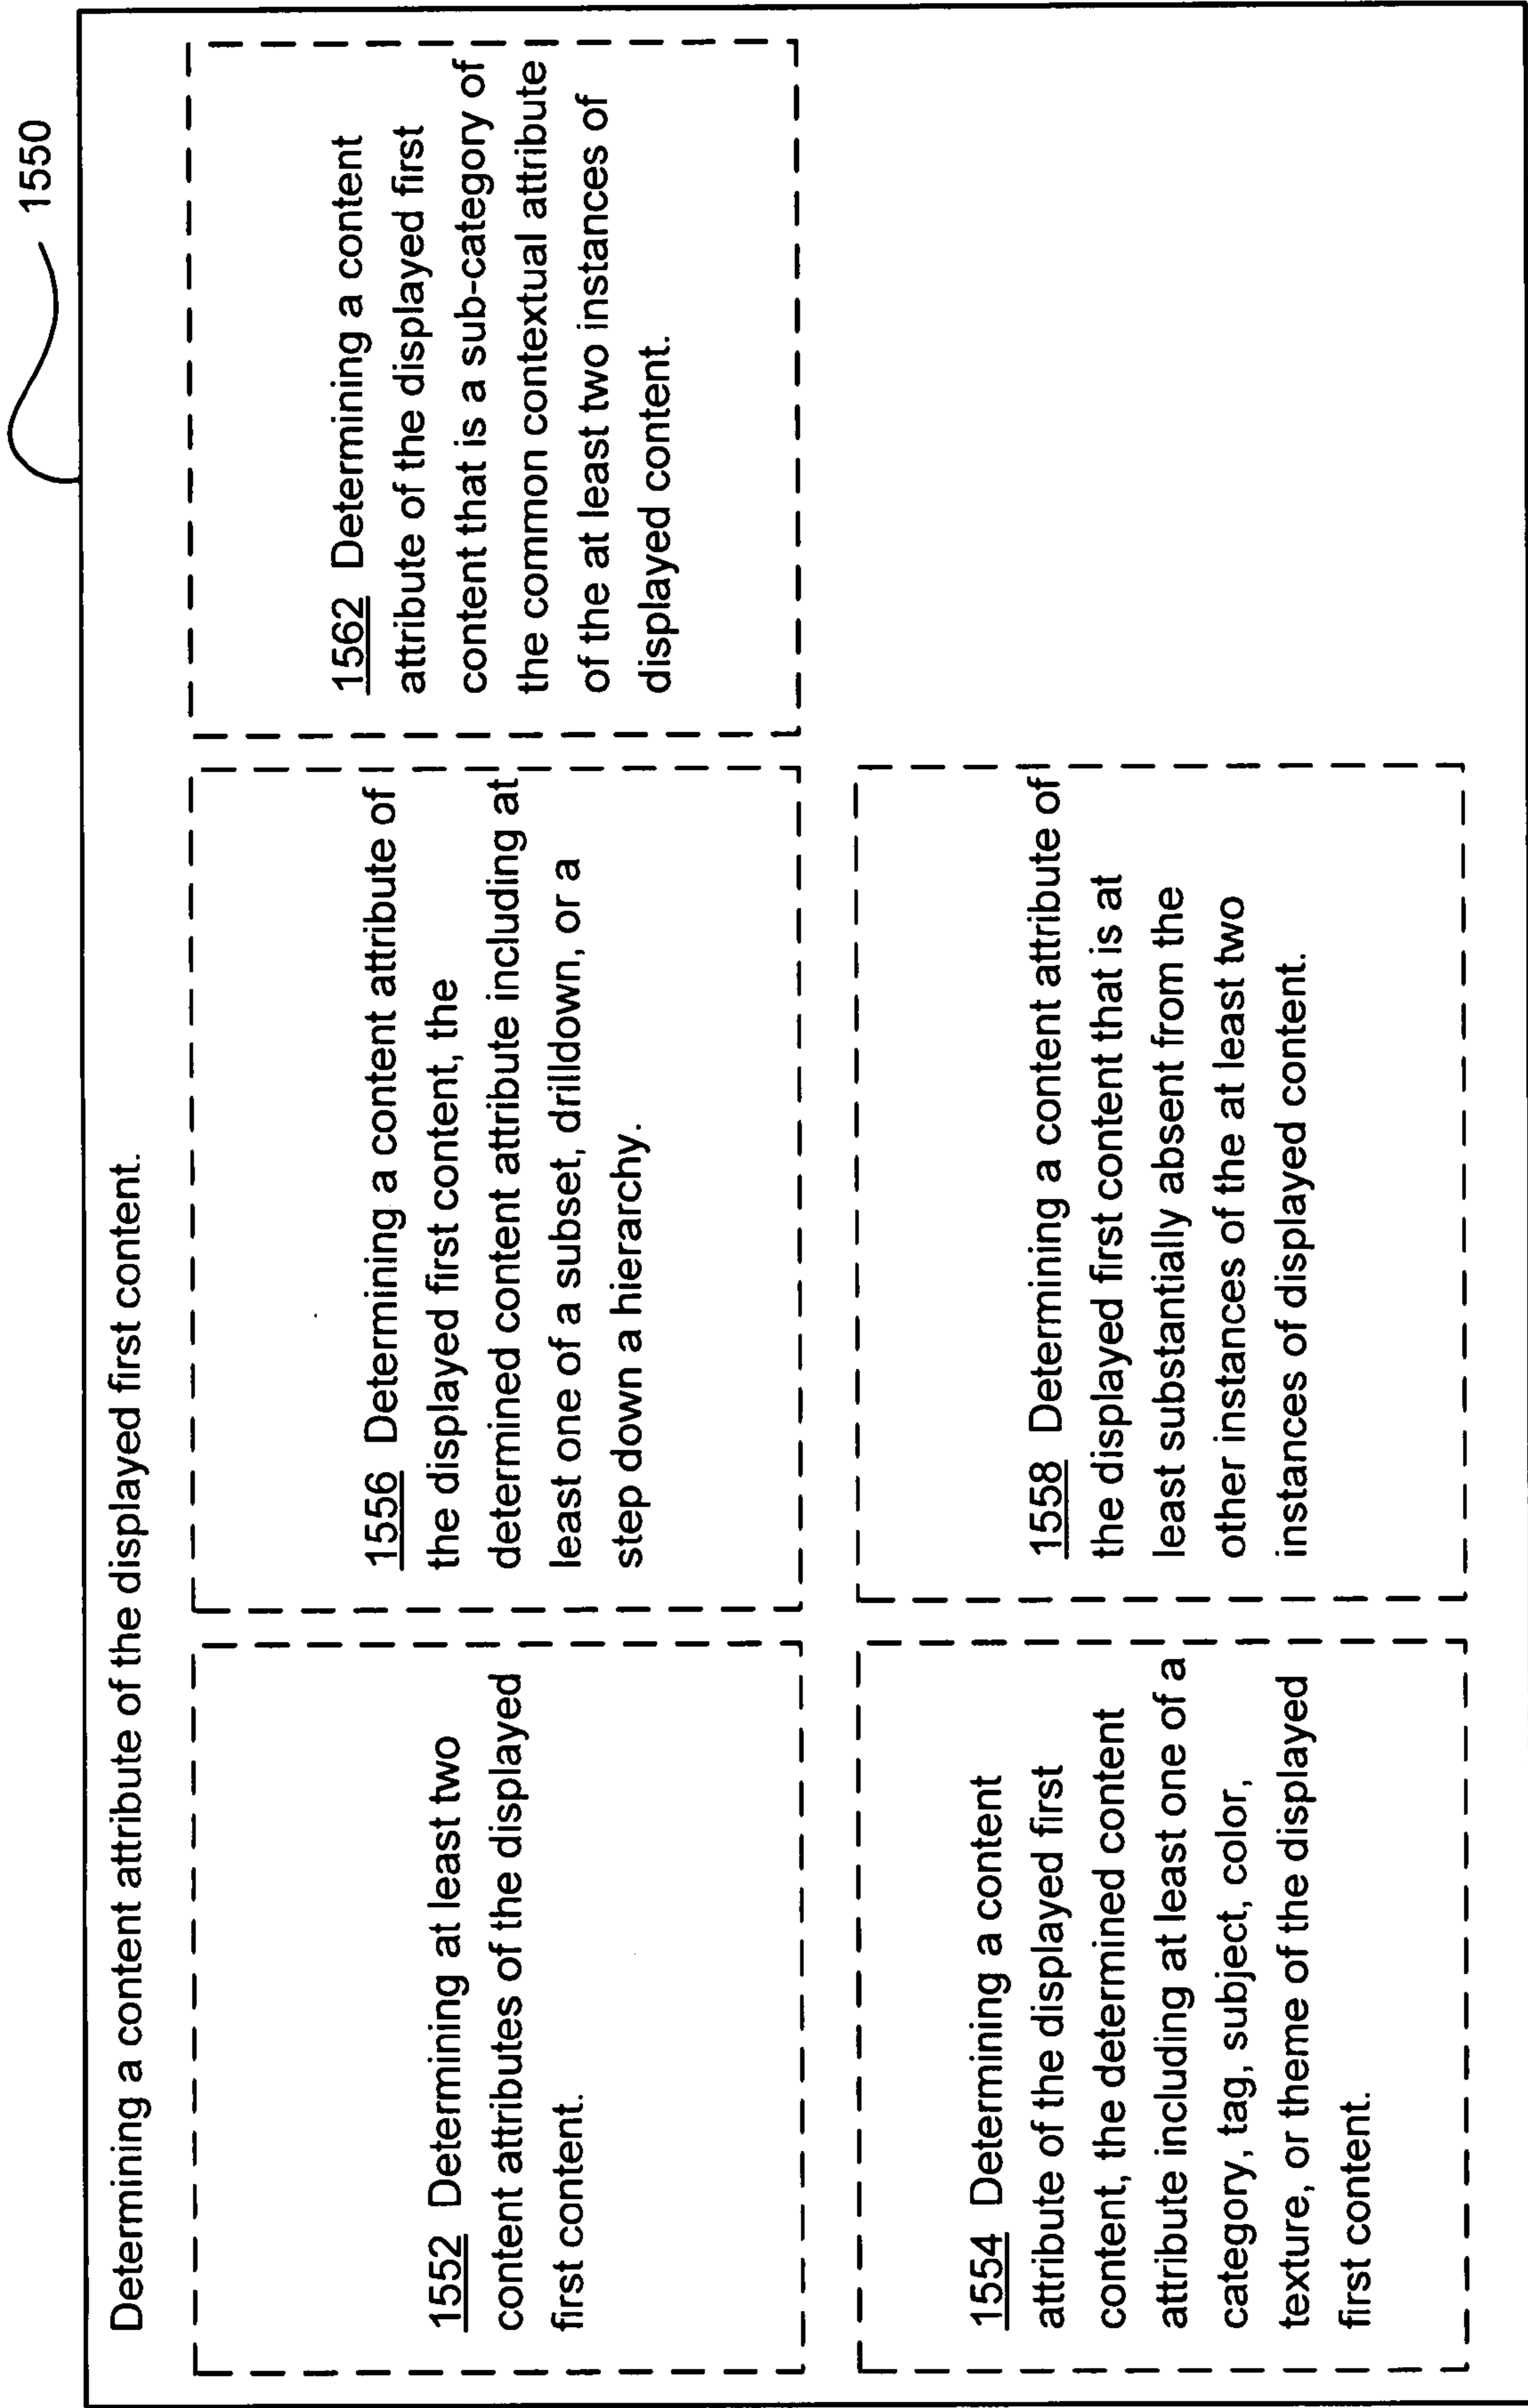 1550
Determining a content attribute of the displayed first content.
1552 Determining at least two
content attributes of the displayed
first content.
1554 Determining a content
attribute of the displayed first
content, the determined content
attribute including at least one of a
category, tag, subject, color,
texture, or theme of the displayed
first content.
1556 Determining a content attribute of
the displayed first content, the
determined content attribute including at
least one of a subset, drilldown, or a
step down a hierarchy.
1558 Determining a content attribute of
the displayed first content that is at
least substantially absent from the
other instances of the at least two
instances of displayed content.
1562 Determining a content
attribute of the displayed first
content that is a sub-category of
the common contextual attribute
of the at least two instances of
displayed content.